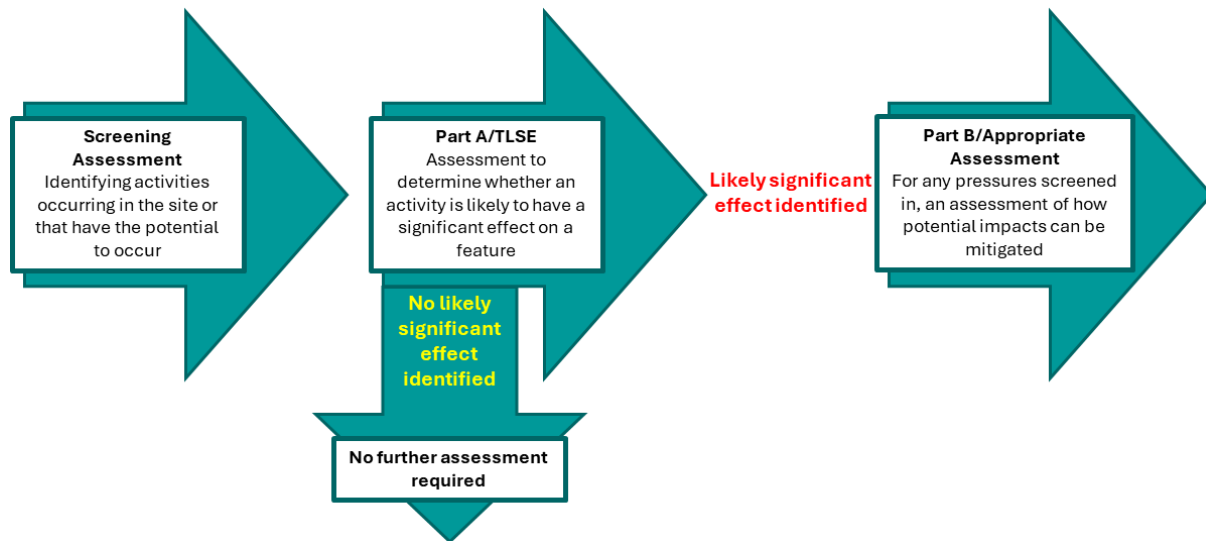 Screening
Assessment
Identifying activities
occurring in the site or
that have the potential
to occur
Part A/TLSE
Assessment to
determine whether an
activity is likely to have a
significant effect on a
feature
No likely
significant
effect
identified
No further assessment
required
Likely significant
effect identified
Part B/Appropriate
Assessment
For any pressures screened
in, an assessment of how
potential impacts can be
mitigated